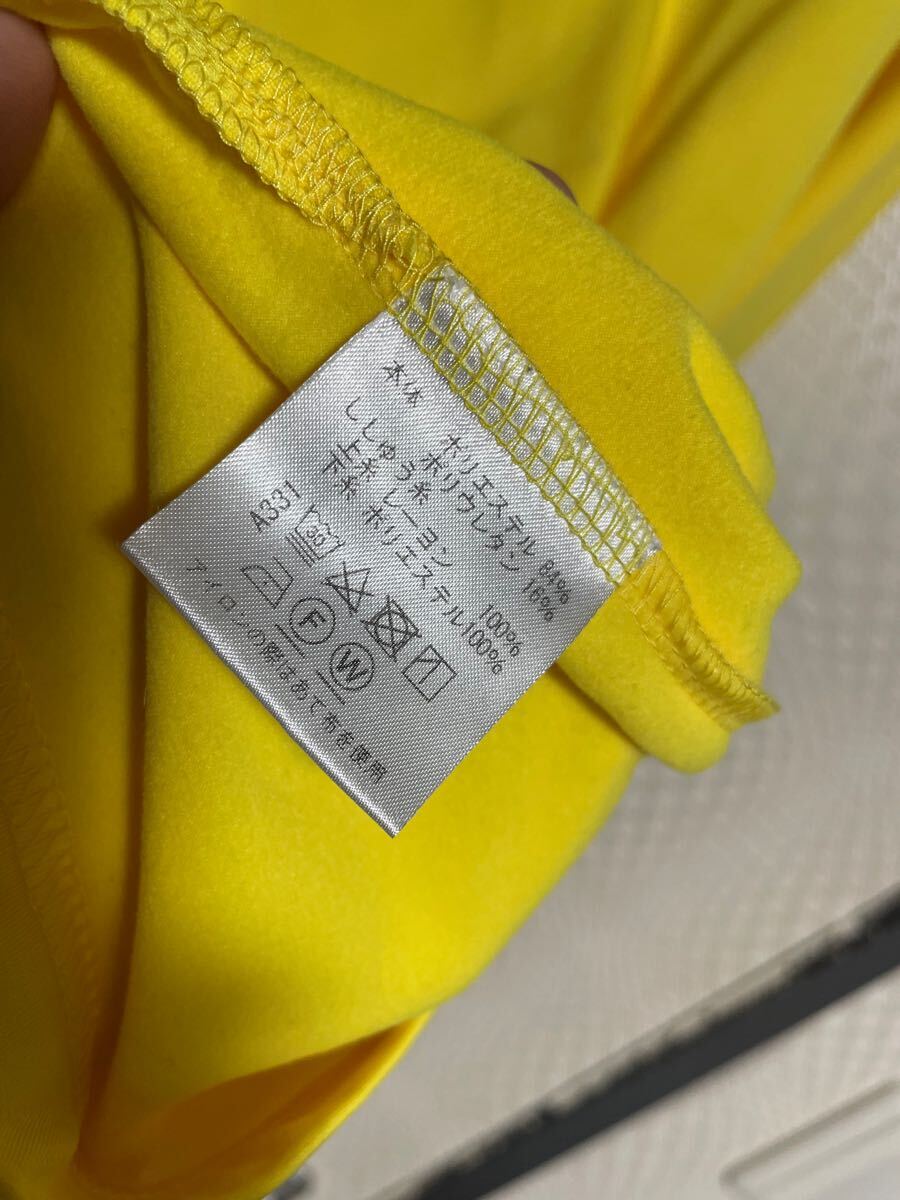 本体 ポリエステル 84%
ポリウレタン 16%
ししゅう糸
上糸 レーヨン 100%
下糸 ポリエステル100%
A331
30
F
W
アイロンの際はあて布を使用